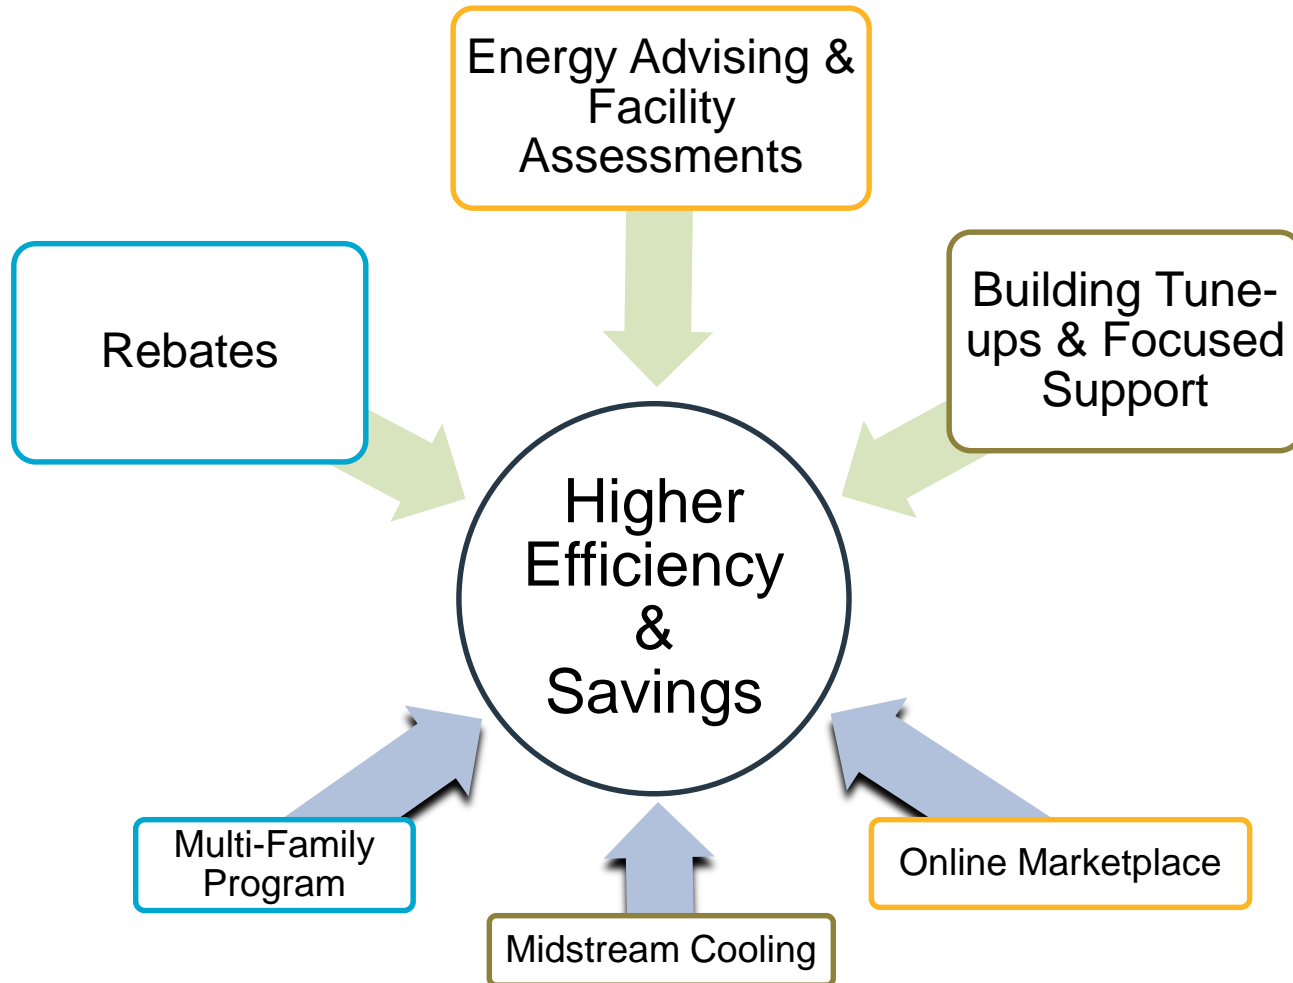 Energy Advising &
Facility
Assessments
Rebates
Building Tune-
ups & Focused
Support
Higher
Efficiency
&
Savings
Multi-Family
Program
Online Marketplace
Midstream Cooling